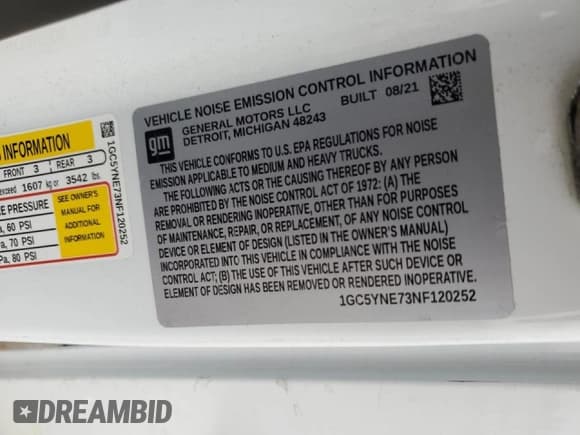 VEHICLE NOISE EMISSION CONTROL INFORMATION
gm
GENERAL MOTORS LLC
DETROIT, MICHIGAN 48243
BUILT 08/21
THIS VEHICLE CONFORMS TO U.S. EPA REGULATIONS FOR NOISE
EMISSION APPLICABLE TO MEDIUM AND HEAVY TRUCKS.
THE FOLLOWING ACTS OR THE CAUSING THEREOF BY ANY PERSON
ARE PROHIBITED BY THE NOISE CONTROL ACT OF 1972: (A) THE
REMOVAL OR RENDERING INOPERATIVE, OTHER THAN FOR PURPOSES
OF MAINTENANCE, REPAIR, OR REPLACEMENT, OF ANY NOISE CONTROL
DEVICE OR ELEMENT OF DESIGN (LISTED IN THE OWNER'S MANUAL)
INCORPORATED INTO THIS VEHICLE IN COMPLIANCE WITH THE NOISE
CONTROL ACT; (B) THE USE OF THIS VEHICLE AFTER SUCH DEVICE OR
ELEMENT OF DESIGN HAS BEEN REMOVED OR RENDERED INOPERATIVE.
1GC5YNE73NF120252
INFORMATION
FRONT 3 REAR 3
exceed 1607 kg or 3542 lbs.
PRESSURE
60 PSI
70 PSI
80 PSI
SEE OWNER'S
MANUAL FOR
ADDITIONAL
INFORMATION
1GC5YNE73NF120252
DREAMBID